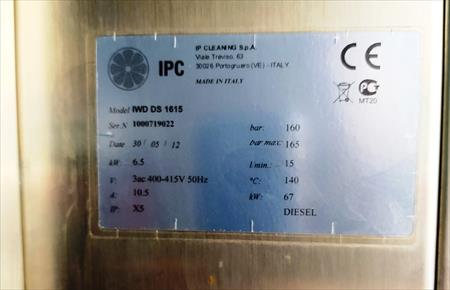 IPC
IP CLEANING S.p.A.
Viale Treviso, 63
30026 Portogruaro (VE) - ITALY
MADE IN ITALY
CE
PG
MT20
Model IWD DS 1615
Ser.N 1000719022
Date 30/ 05 / 12
kW: 6.5
V: 3ac 400-415V 50Hz
A: 10.5
IP: X5
bar: 160
bar max: 165
l/min.: 15
°C: 140
kW: 67
DIESEL